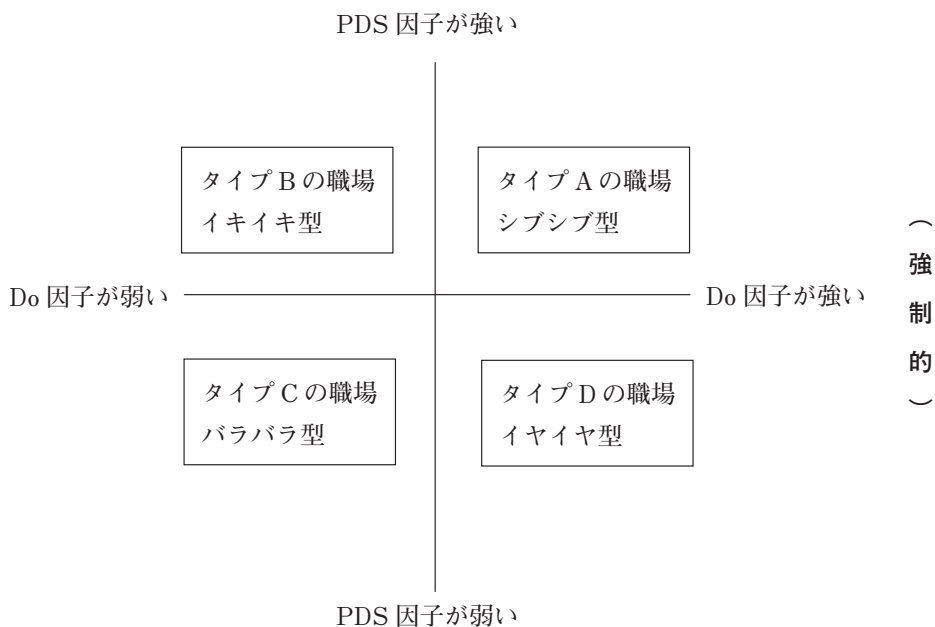 PDS 因子が強い
タイプ B の職場
イキイキ型
タイプ A の職場
シブシブ型
Do 因子が弱い
Do 因子が強い
（強制的）
タイプ C の職場
バラバラ型
タイプ D の職場
イヤイヤ型
PDS 因子が弱い